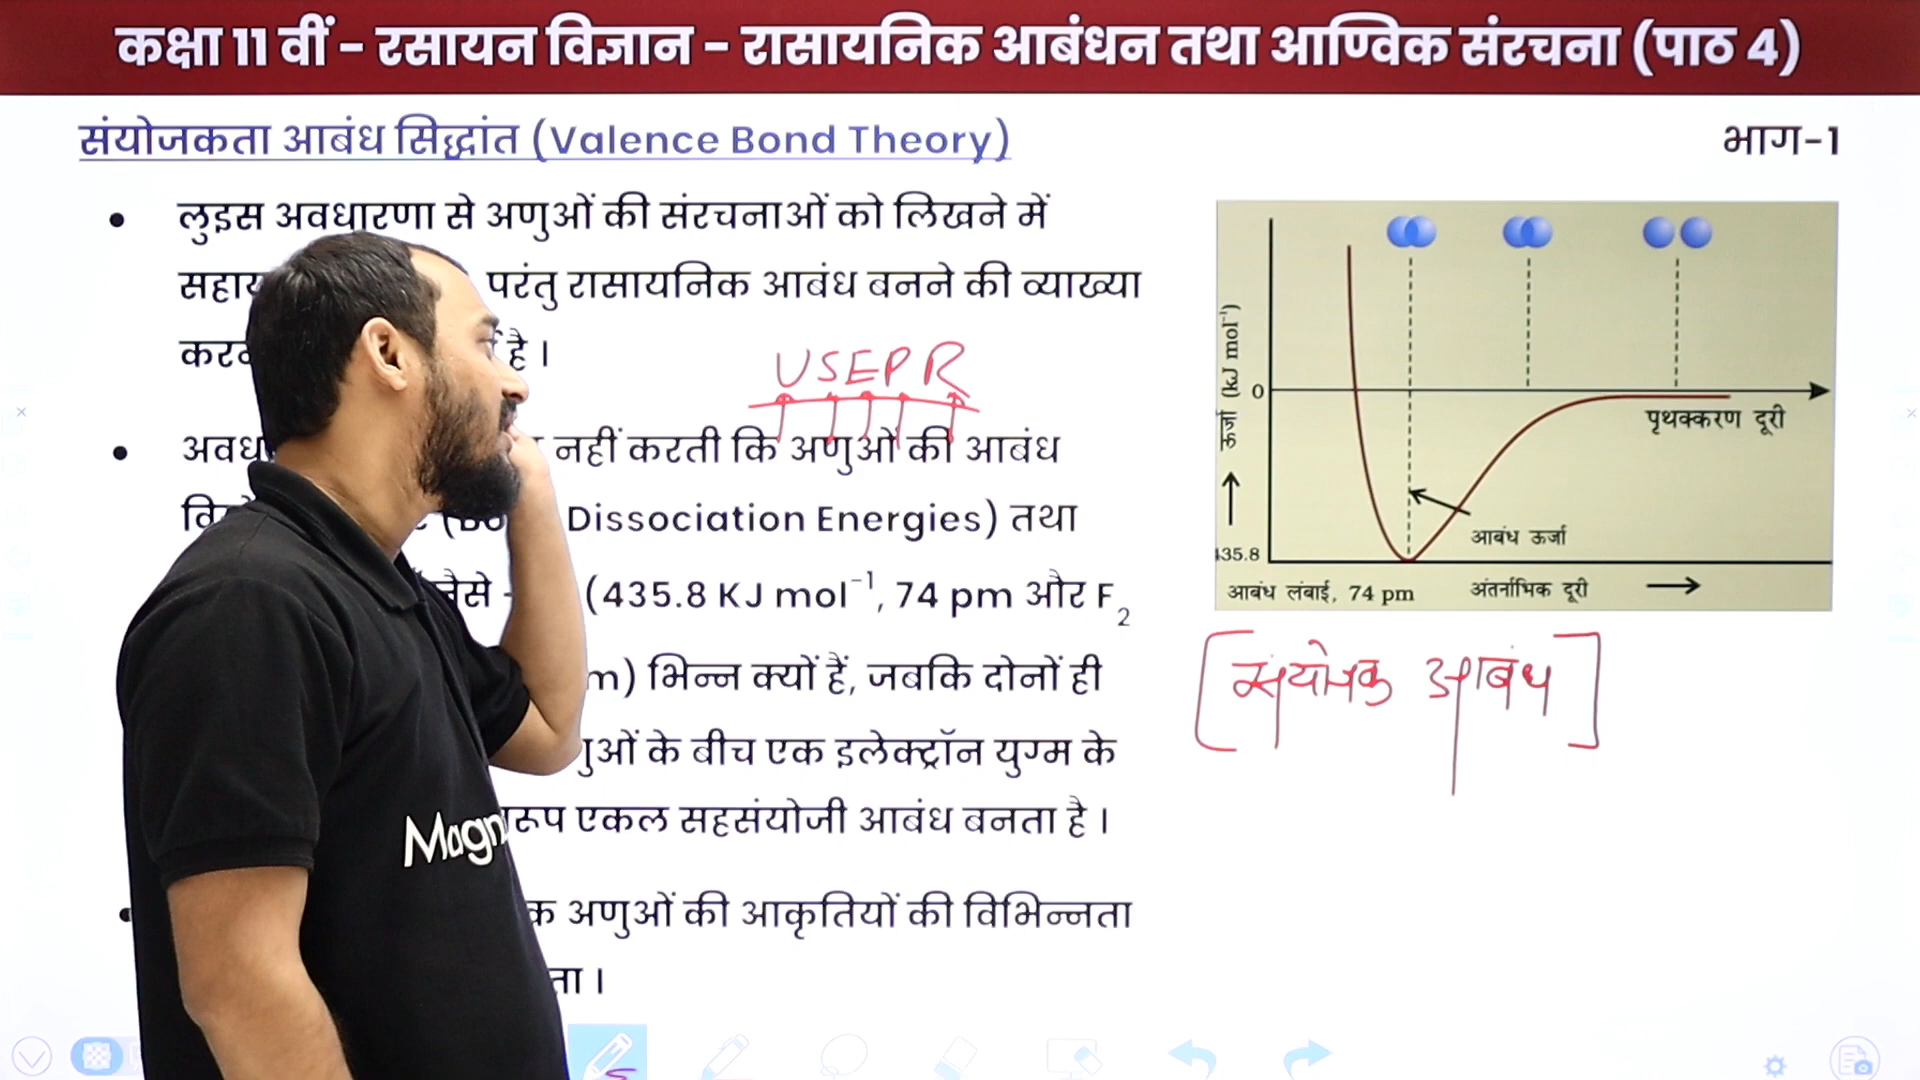 कक्षा 11 वीं - रसायन विज्ञान - रासायनिक आबंधन तथा आण्विक संरचना (पाठ 4)
संयोजकता आबंध सिद्धांत (Valence Bond Theory)
भाग-1
लुइस अवधारणा से अणुओं की संरचनाओं को लिखने में
परंतु रासायनिक आबंध बनने की व्याख्या
है।
USEPR
नहीं करती कि अणुओं की आबंध
Dissociation Energies) तथा
(435.8 KJ mol⁻¹, 74 pm और F₂
भिन्न क्यों हैं, जबकि दोनों ही
के बीच एक इलेक्ट्रॉन युग्म के
एकल सहसंयोजी आबंध बनता है।
अणुओं की आकृतियों की विभिन्नता
ऊर्जा (kJ mol⁻¹)
0
पृथक्करण दूरी
आबंध ऊर्जा
435.8
आबंध लंबाई, 74 pm
अंतर्नाभिक दूरी
[संयोजक आबंध]
Magn